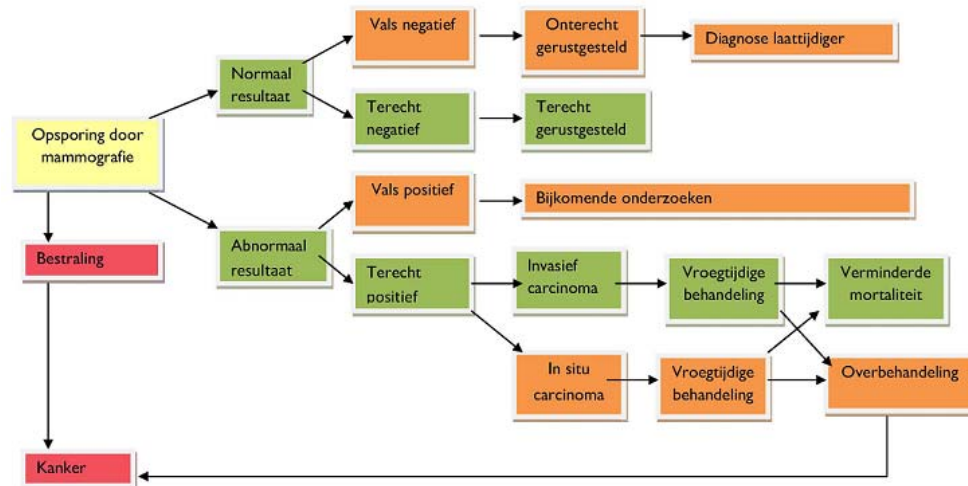 Vals negatief
Onterecht
gerustgesteld
Diagnose laattijdiger
Normaal
resultaat
Terecht
negatief
Terecht
gerustgesteld
Opsporing door
mammografie
Vals positief
Bijkomende onderzoeken
Bestraling
Abnormaal
resultaat
Terecht
positief
Invasief
carcinoma
Vroegtijdige
behandeling
Verminderde
mortaliteit
In situ
carcinoma
Vroegtijdige
behandeling
Overbehandeling
Kanker